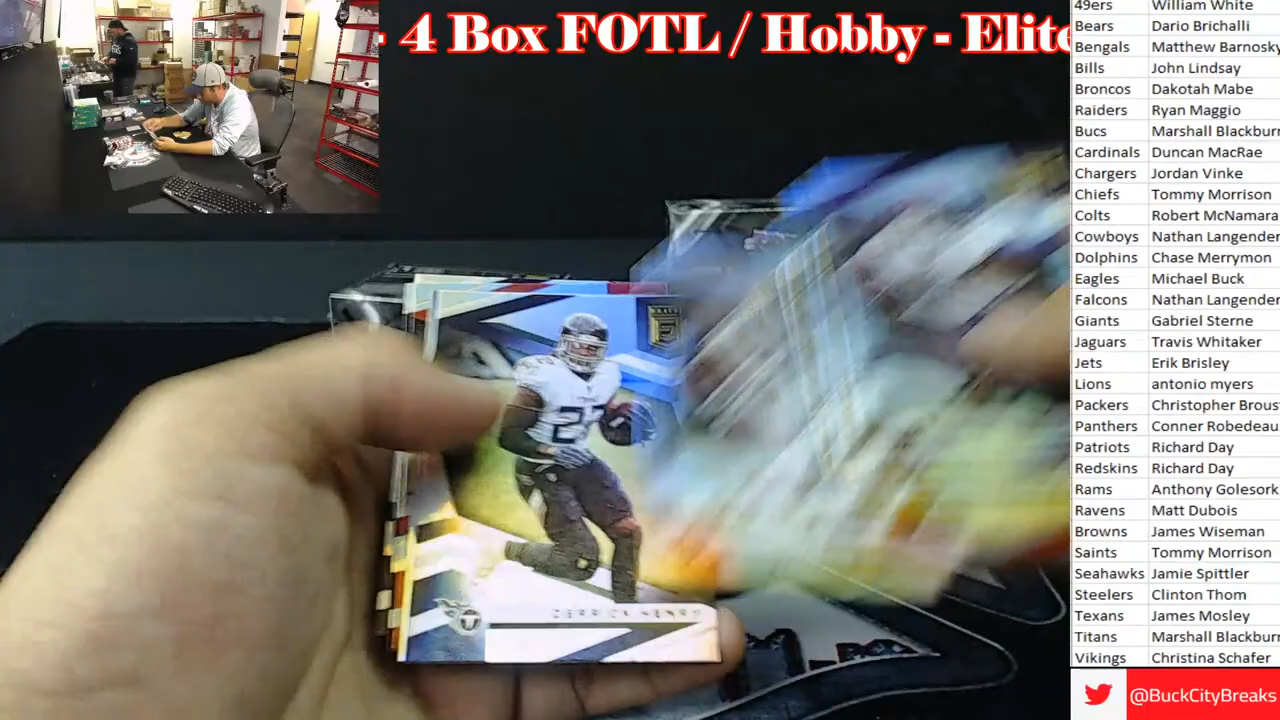 - 4 Box FOTL / Hobby - Elite
49ers William White
Bears Dario Brichalli
Bengals Matthew Barnosky
Bills John Lindsay
Broncos Dakotah Mabe
Raiders Ryan Maggio
Bucs Marshall Blackburn
Cardinals Duncan MacRae
Chargers Jordan Vinke
Chiefs Tommy Morrison
Colts Robert McNamara
Cowboys Nathan Langender
Dolphins Chase Merrymon
Eagles Michael Buck
Falcons Nathan Langender
Giants Gabriel Sterne
Jaguars Travis Whitaker
Jets Erik Brisley
Lions antonio myers
Packers Christopher Brous
Panthers Conner Robedeau
Patriots Richard Day
Redskins Richard Day
Rams Anthony Golesork
Ravens Matt Dubois
Browns James Wiseman
Saints Tommy Morrison
Seahawks Jamie Spittler
Steelers Clinton Thom
Texans James Mosley
Titans Marshall Blackburn
Vikings Christina Schafer
@BuckCityBreaks
ELITE
E
22
DERRICK HENRY